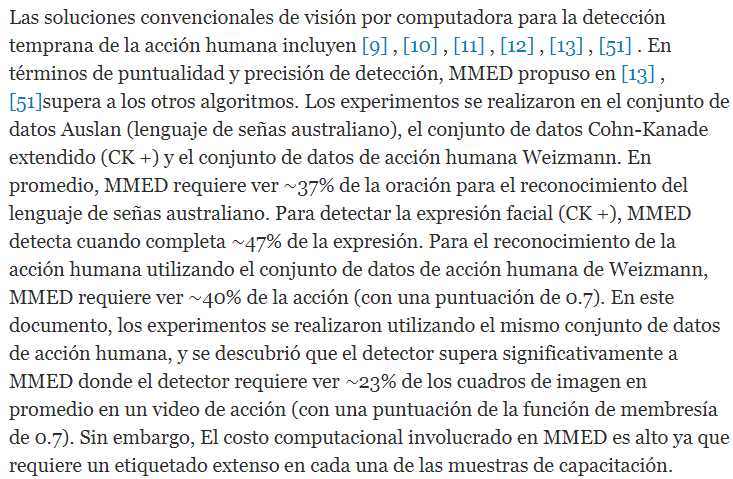 Las soluciones convencionales de visión por computadora para la detección
temprana de la acción humana incluyen [9] , [10] , [11] , [12] , [13] , [51] . En
términos de puntualidad y precisión de detección, MMED propuso en [13] ,
[51]supera a los otros algoritmos. Los experimentos se realizaron en el conjunto de
datos Auslan (lenguaje de señas australiano), el conjunto de datos Cohn-Kanade
extendido (CK +) y el conjunto de datos de acción humana Weizmann. En
promedio, MMED requiere ver ~37% de la oración para el reconocimiento del
lenguaje de señas australiano. Para detectar la expresión facial (CK +), MMED
detecta cuando completa ~47% de la expresión. Para el reconocimiento de la
acción humana utilizando el conjunto de datos de acción humana de Weizmann,
MMED requiere ver ~40% de la acción (con una puntuación de 0.7). En este
documento, los experimentos se realizaron utilizando el mismo conjunto de datos
de acción humana, y se descubrió que el detector supera significativamente a
MMED donde el detector requiere ver ~23% de los cuadros de imagen en
promedio en un video de acción (con una puntuación de la función de membresía
de 0.7). Sin embargo, El costo computacional involucrado en MMED es alto ya que
requiere un etiquetado extenso en cada una de las muestras de capacitación.